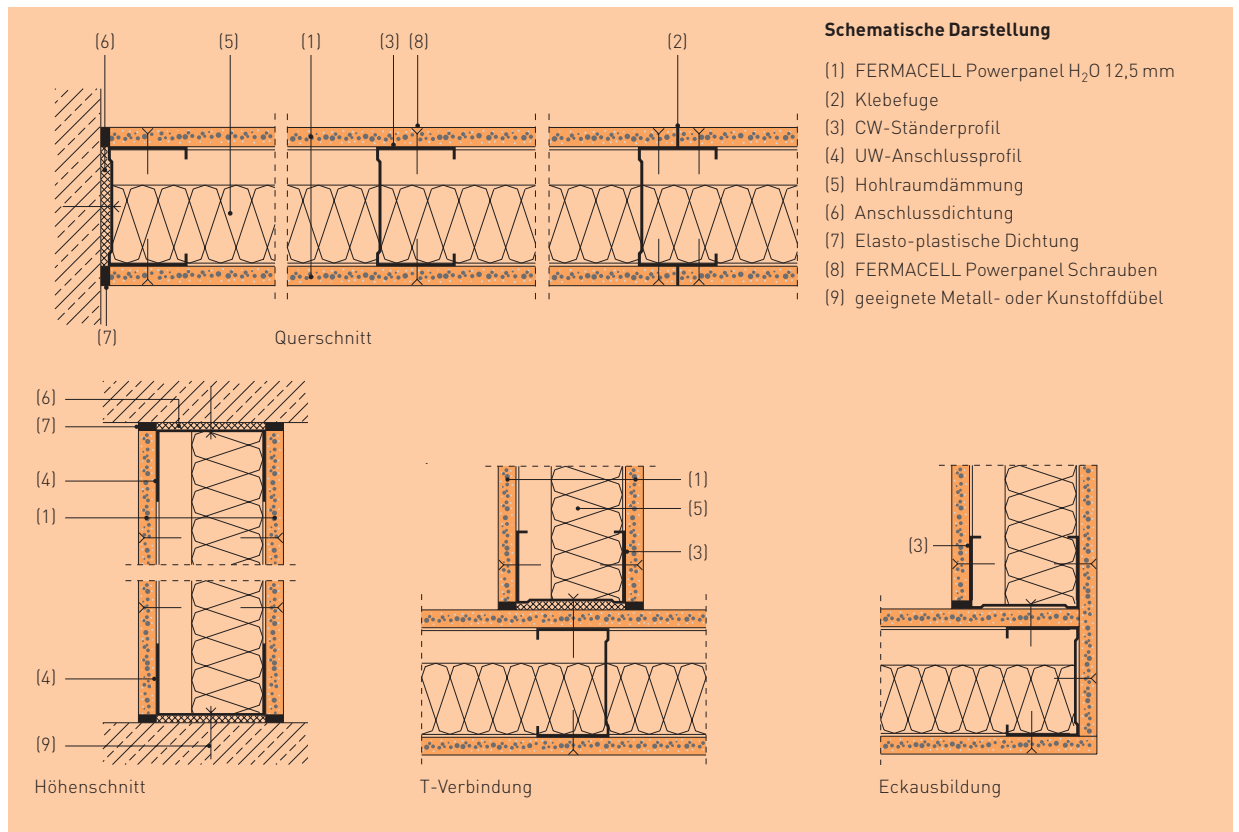 (6) (5) (1) (3) (8) (2)
(7)
Querschnitt
Schematische Darstellung
(1) FERMACELL Powerpanel H₂O 12,5 mm
(2) Klebefuge
(3) CW-Ständerprofil
(4) UW-Anschlussprofil
(5) Hohlraumdämmung
(6) Anschlussdichtung
(7) Elasto-plastische Dichtung
(8) FERMACELL Powerpanel Schrauben
(9) geeignete Metall- oder Kunstoffdübel
(6)
(7)
(4)
(1)
(4)
(9)
Höhenschnitt
(1)
(5)
(3)
T-Verbindung
(3)
Eckausbildung